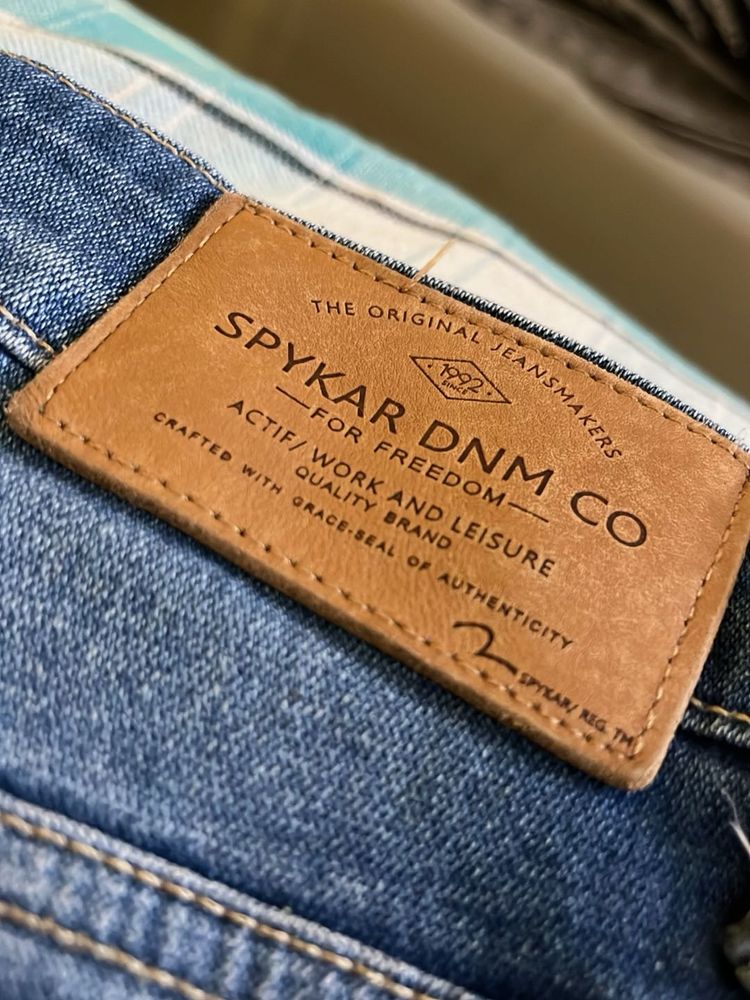 THE ORIGINAL JEANSMAKERS
1992
SINCE
SPYKAR DNM CO
—FOR FREEDOM—
ACTIF/WORK AND LEISURE
QUALITY BRAND
CRAFTED WITH GRACE·SEAL OF AUTHENTICITY
SPYKAR/ REG. TM